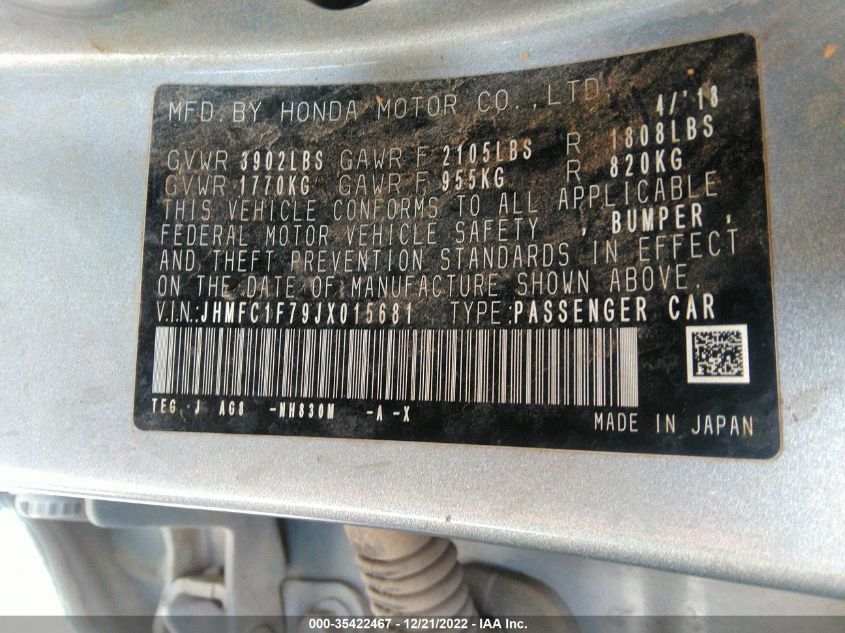 MFD. BY HONDA MOTOR CO.,LTD 4/'18
GVWR 3902LBS GAWR F 2105LBS R 1808LBS
GVWR 1770KG GAWR F 955KG R 820KG
THIS VEHICLE CONFORMS TO ALL APPLICABLE
FEDERAL MOTOR VEHICLE SAFETY , BUMPER ,
AND THEFT PREVENTION STANDARDS IN EFFECT
ON THE DATE OF MANUFACTURE SHOWN ABOVE.
V.I.N.:JHMFC1F79JX015681 TYPE:PASSENGER CAR
TEG J AG8 -NH830M -A -X
MADE IN JAPAN
000-35422467 - 12/21/2022 - IAA Inc.